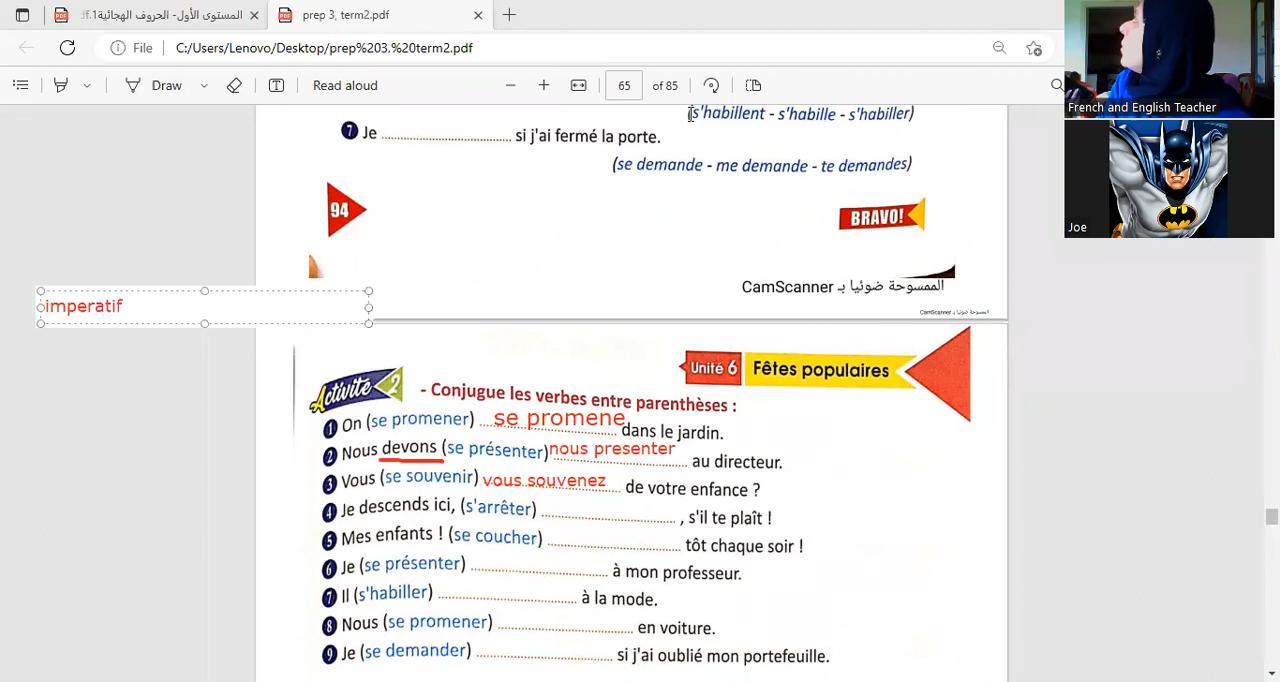 المستوى الأول- الحروف الهجائية1.f
prep 3, term2.pdf
File
C:/Users/Lenovo/Desktop/prep%203,%20term2.pdf
Draw
Read aloud
65
of 85
French and English Teacher
Joe
(s'habillent - s'habille - s'habiller)
7 Je .................... si j'ai fermé la porte.
(se demande - me demande - te demandes)
94
BRAVO!
الممسوحة ضوئيا بـ CamScanner
الممسوحة ضوئيا بـ CamScanner
imperatif
Unité 6
Fêtes populaires
Activité 2
- Conjugue les verbes entre parenthèses :
1 On (se promener) se promene dans le jardin.
2 Nous devons (se présenter) nous presenter au directeur.
3 Vous (se souvenir) vous souvenez de votre enfance ?
4 Je descends ici, (s'arrêter) .................... , s'il te plaît !
5 Mes enfants ! (se coucher) .................... tôt chaque soir !
6 Je (se présenter) .................... à mon professeur.
7 Il (s'habiller) .................... à la mode.
8 Nous (se promener) .................... en voiture.
9 Je (se demander) .................... si j'ai oublié mon portefeuille.